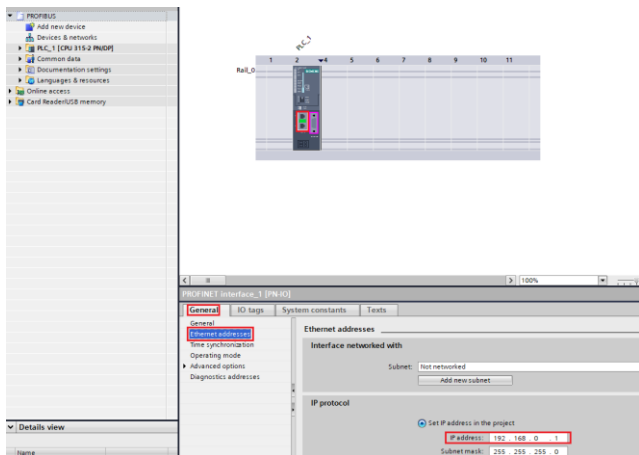 PROFIBUS
Add new device
Devices & networks
PLC_1 [CPU 315-2 PN/DP]
Common data
Documentation settings
Languages & resources
Online access
Card Reader/USB memory
PLC_1
1 2 4 5 6 7 8 9 10 11
Rail_0
100%
PROFINET interface_1 [PN-IO]
General IO tags System constants Texts
General
Ethernet addresses
Time synchronization
Operating mode
Advanced options
Diagnostics addresses
Ethernet addresses
Interface networked with
Subnet: Not networked
Add new subnet
IP protocol
Set IP address in the project
IP address: 192 . 168 . 0 . 1
Subnet mask: 255 . 255 . 255 . 0
Details view
Name